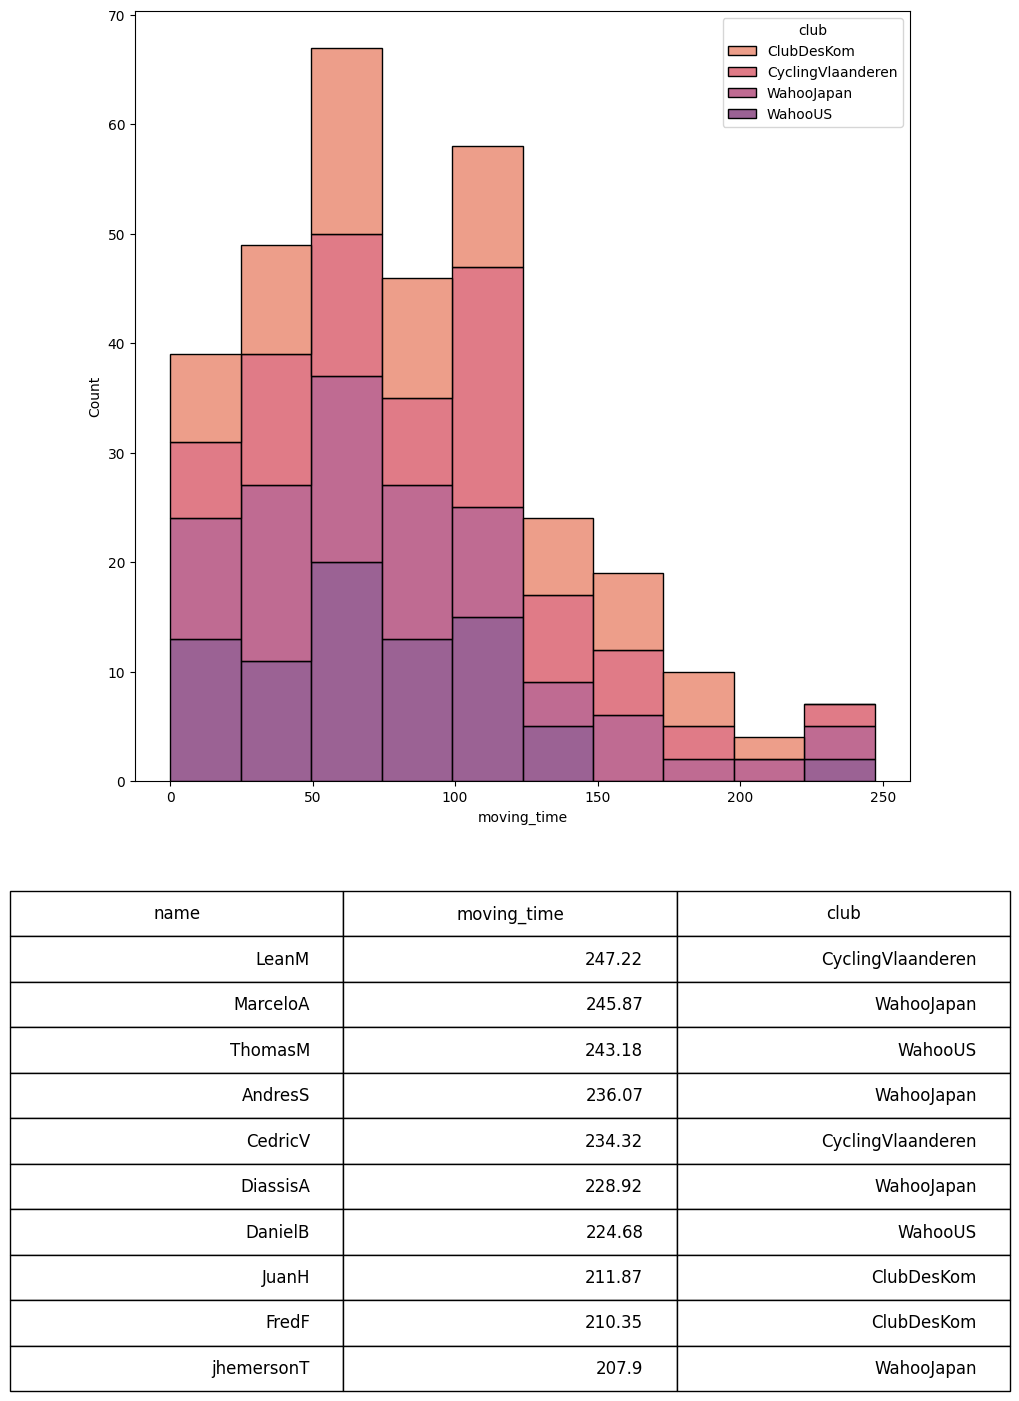 70
60
50
40
30
20
10
0
Count
club
ClubDesKom
CyclingVlaanderen
WahooJapan
WahooUS
0 50 100 150 200 250
moving_time
name moving_time club
LeanM 247.22 CyclingVlaanderen
MarceloA 245.87 WahooJapan
ThomasM 243.18 WahooUS
AndresS 236.07 WahooJapan
CedricV 234.32 CyclingVlaanderen
DiassisA 228.92 WahooJapan
DanielB 224.68 WahooUS
JuanH 211.87 ClubDesKom
FredF 210.35 ClubDesKom
jhemersonT 207.9 WahooJapan